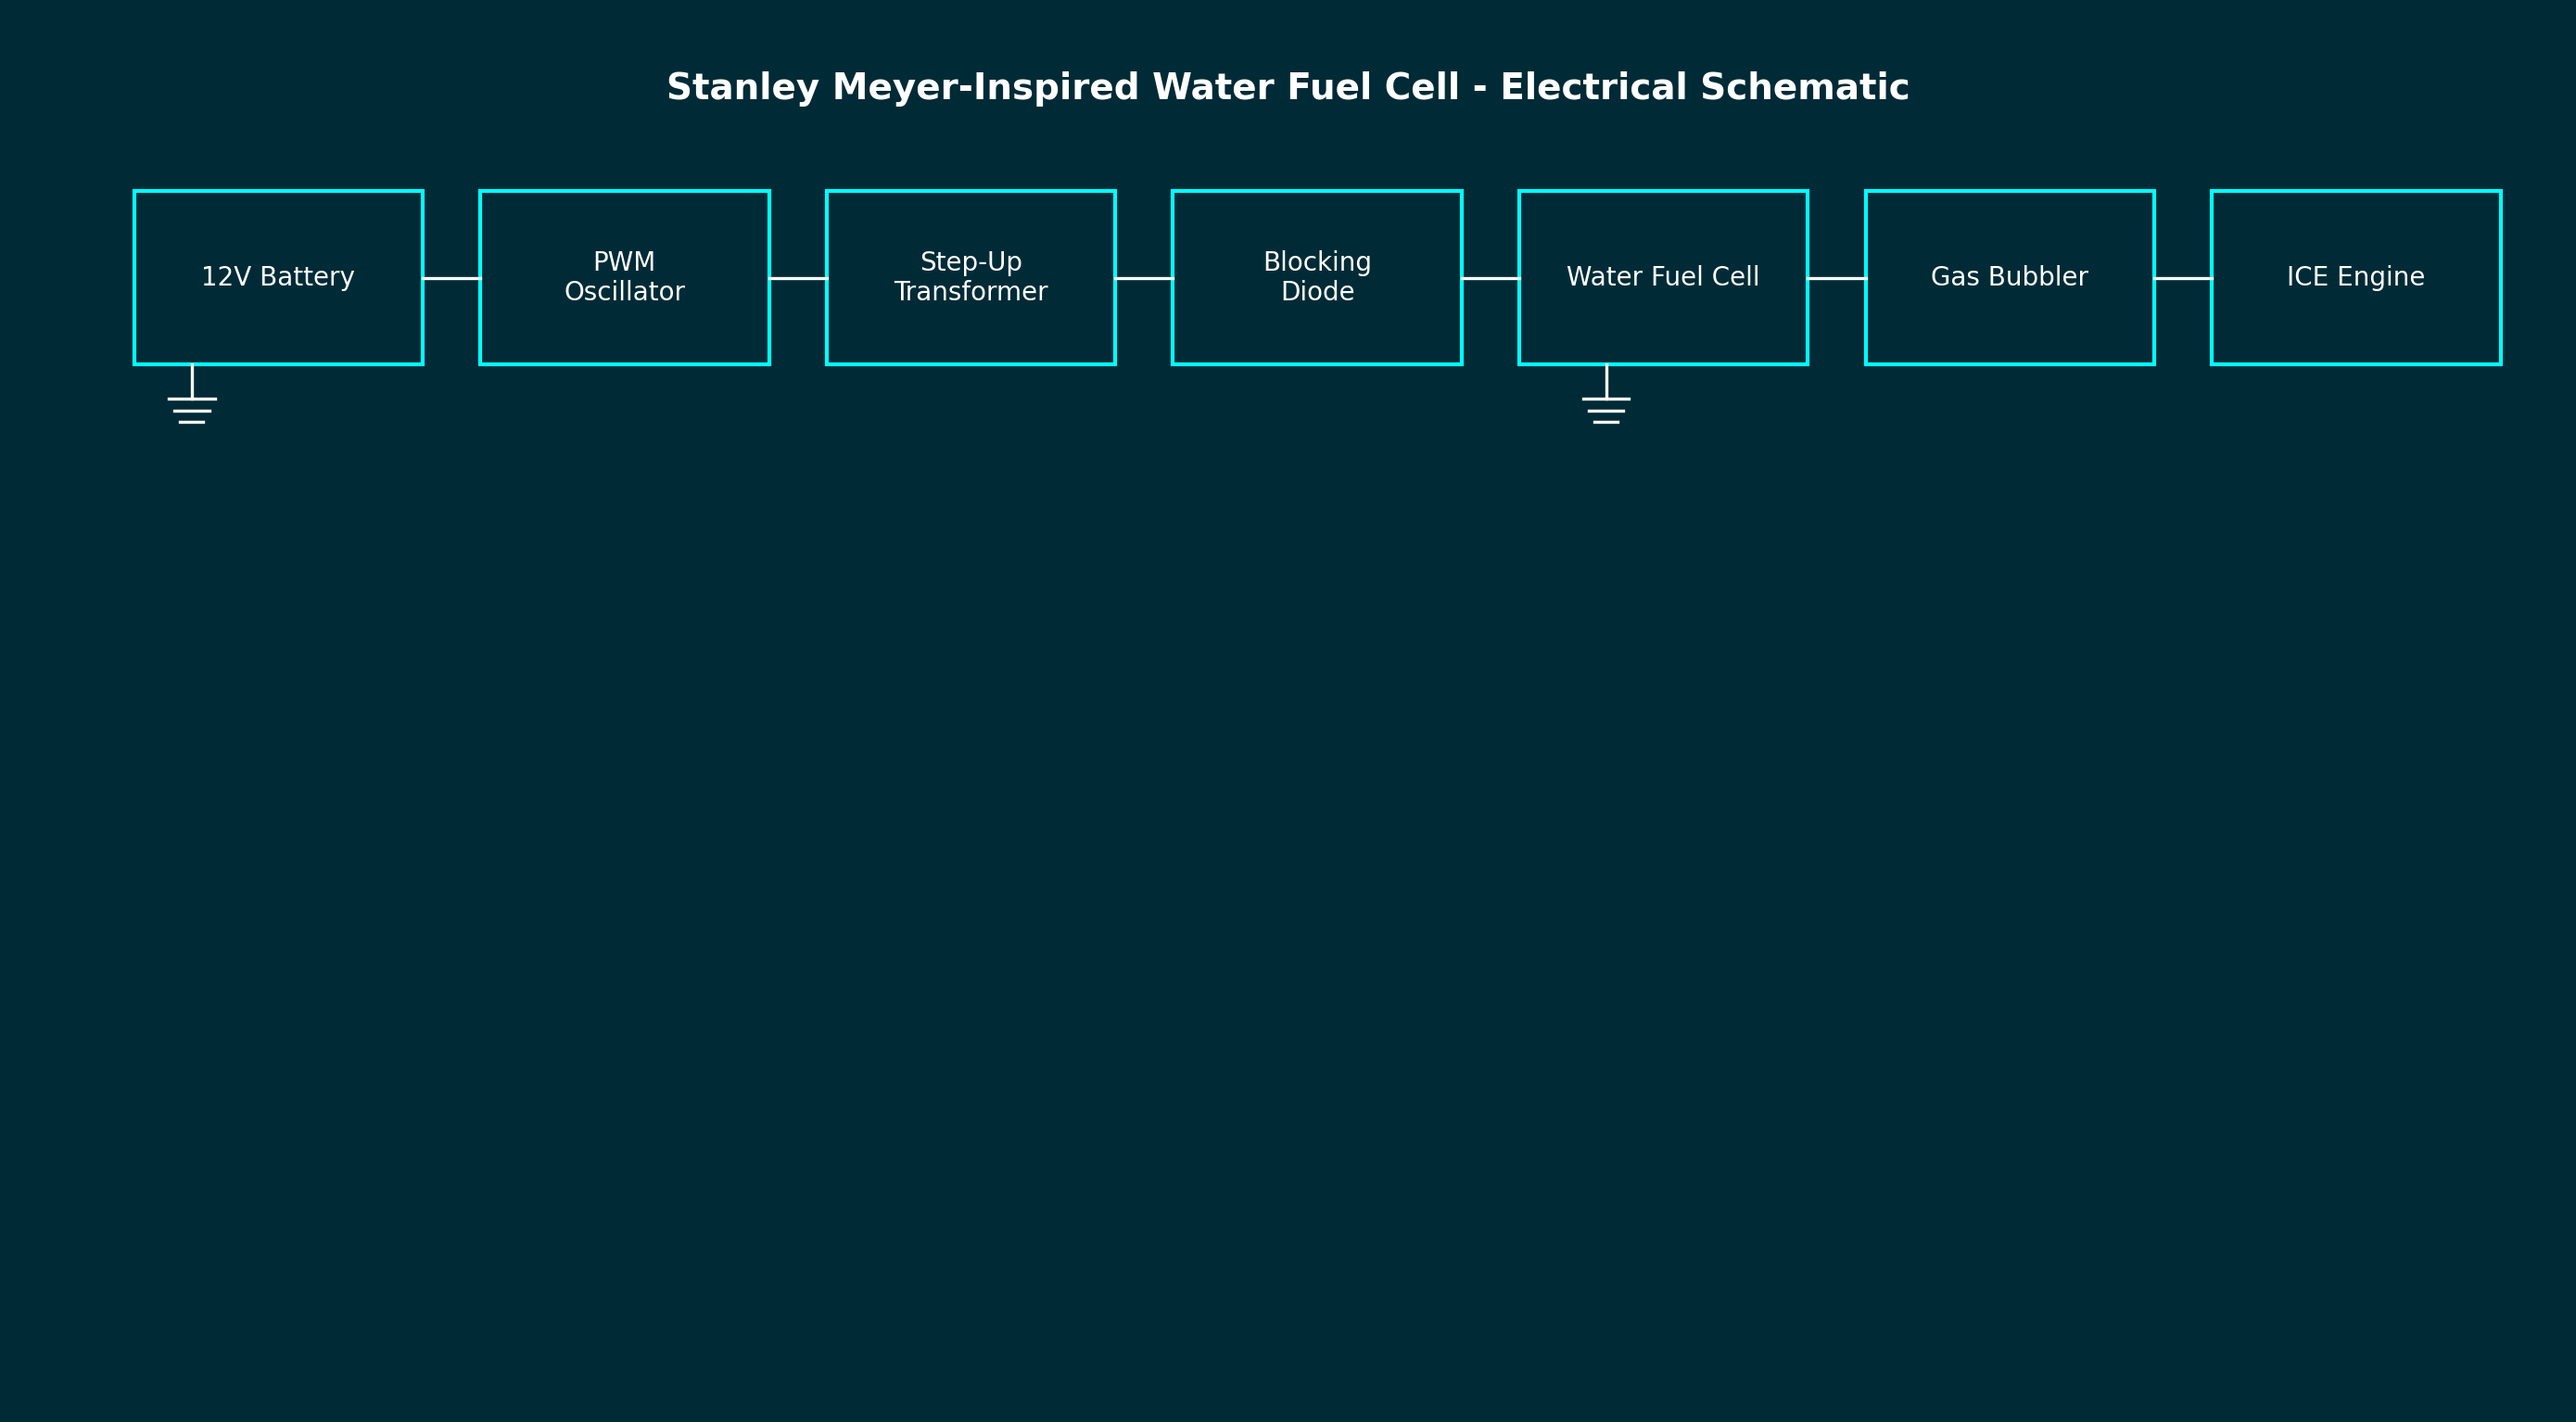 Stanley Meyer-Inspired Water Fuel Cell - Electrical Schematic
12V Battery
PWM
Oscillator
Step-Up
Transformer
Blocking
Diode
Water Fuel Cell
Gas Bubbler
ICE Engine